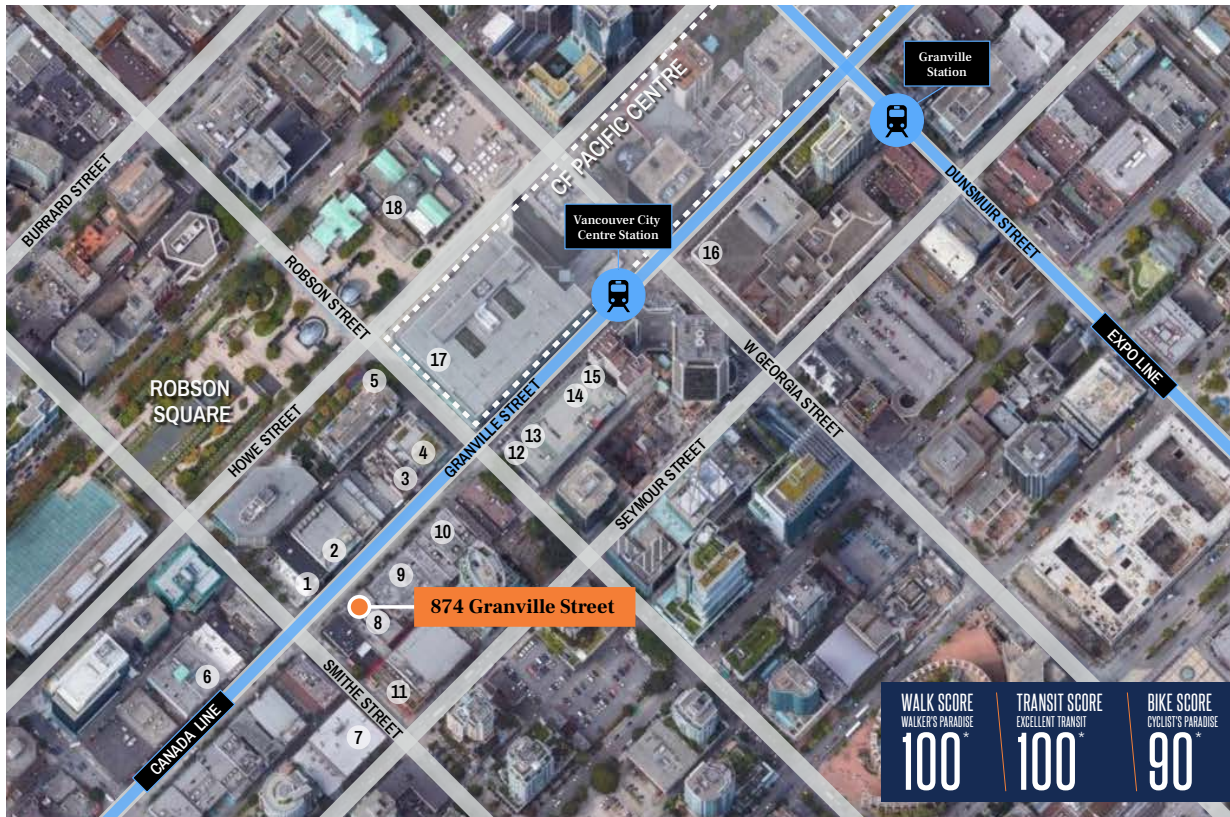 Granville
Station
CF PACIFIC CENTRE
BURRARD STREET
18
DUNSMUIR STREET
Vancouver City
Centre Station
16
ROBSON STREET
EXPO LINE
W GEORGIA STREET
17
5
15
14
ROBSON
SQUARE
GRANVILLE STREET
HOWE STREET
13
12
4
3
SEYMOUR STREET
10
2
9
1
874 Granville Street
8
SMITHE STREET
6
11
7
CANADA LINE
WALK SCORE
WALKER'S PARADISE
100*
TRANSIT SCORE
EXCELLENT TRANSIT
100*
BIKE SCORE
CYCLIST'S PARADISE
90*